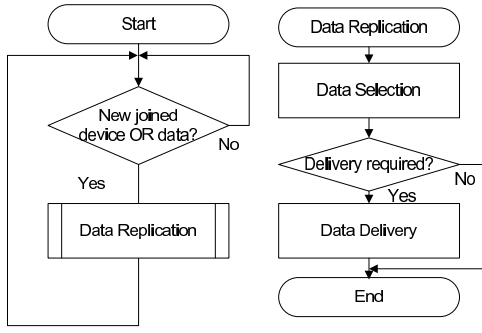 Start
New joined
device OR data?
No
Yes
Data Replication
Data Replication
Data Selection
Delivery required?
No
Yes
Data Delivery
End